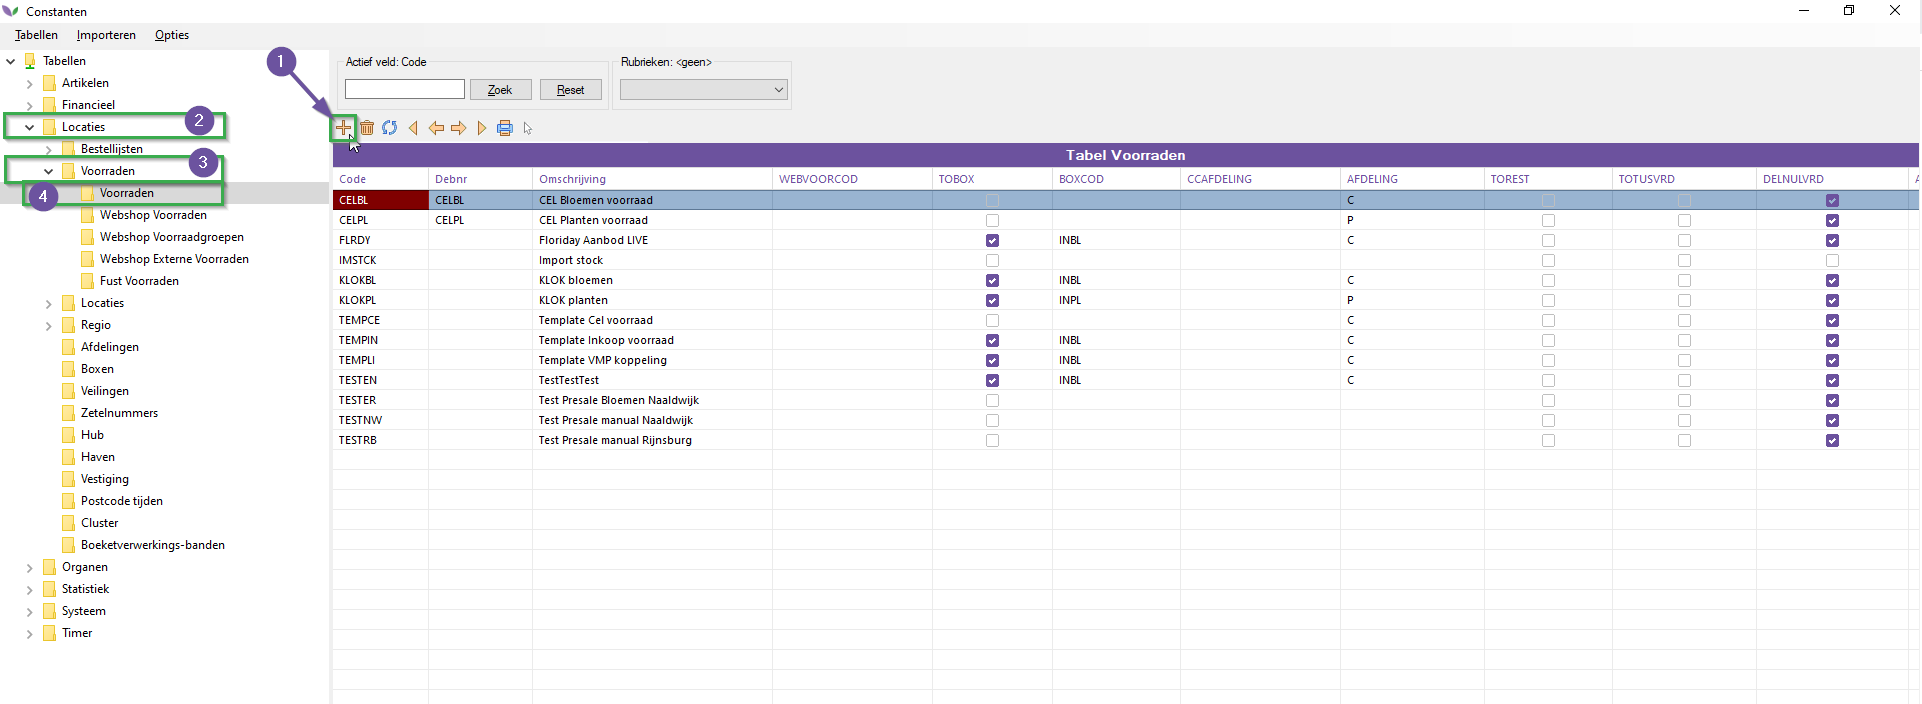 Constanten
Tabellen Importeren Opties
Tabellen
Artikelen
Financieel
Locaties
Bestellijsten
Voorraden
Voorraden
Webshop Voorraden
Webshop Voorraadgroepen
Webshop Externe Voorraden
Fust Voorraden
Locaties
Regio
Afdelingen
Boxen
Veilingen
Zetelnummers
Hub
Haven
Vestiging
Postcode tijden
Cluster
Boeketverwerkings-banden
Organen
Statistiek
Systeem
Timer
1
2
3
4
Actief veld: Code
Zoek Reset
Rubrieken: <geen>
Tabel Voorraden
Code Debnr Omschrijving WEBVOORCOD TOBOX BOXCOD CCAFDELING AFDELING TOREST TOTUSVRD DELNULVRD A
CELBL CELBL CEL Bloemen voorraad C
CELPL CELPL CEL Planten voorraad P
FLRDY Floriday Aanbod LIVE INBL C
IMSTCK Import stock
KLOKBL KLOK bloemen INBL C
KLOKPL KLOK planten INPL P
TEMPCE Template Cel voorraad C
TEMPIN Template Inkoop voorraad INBL C
TEMPLI Template VMP koppeling INBL C
TESTEN TestTestTest INBL C
TESTER Test Presale Bloemen Naaldwijk
TESTNW Test Presale manual Naaldwijk
TESTRB Test Presale manual Rijnsburg